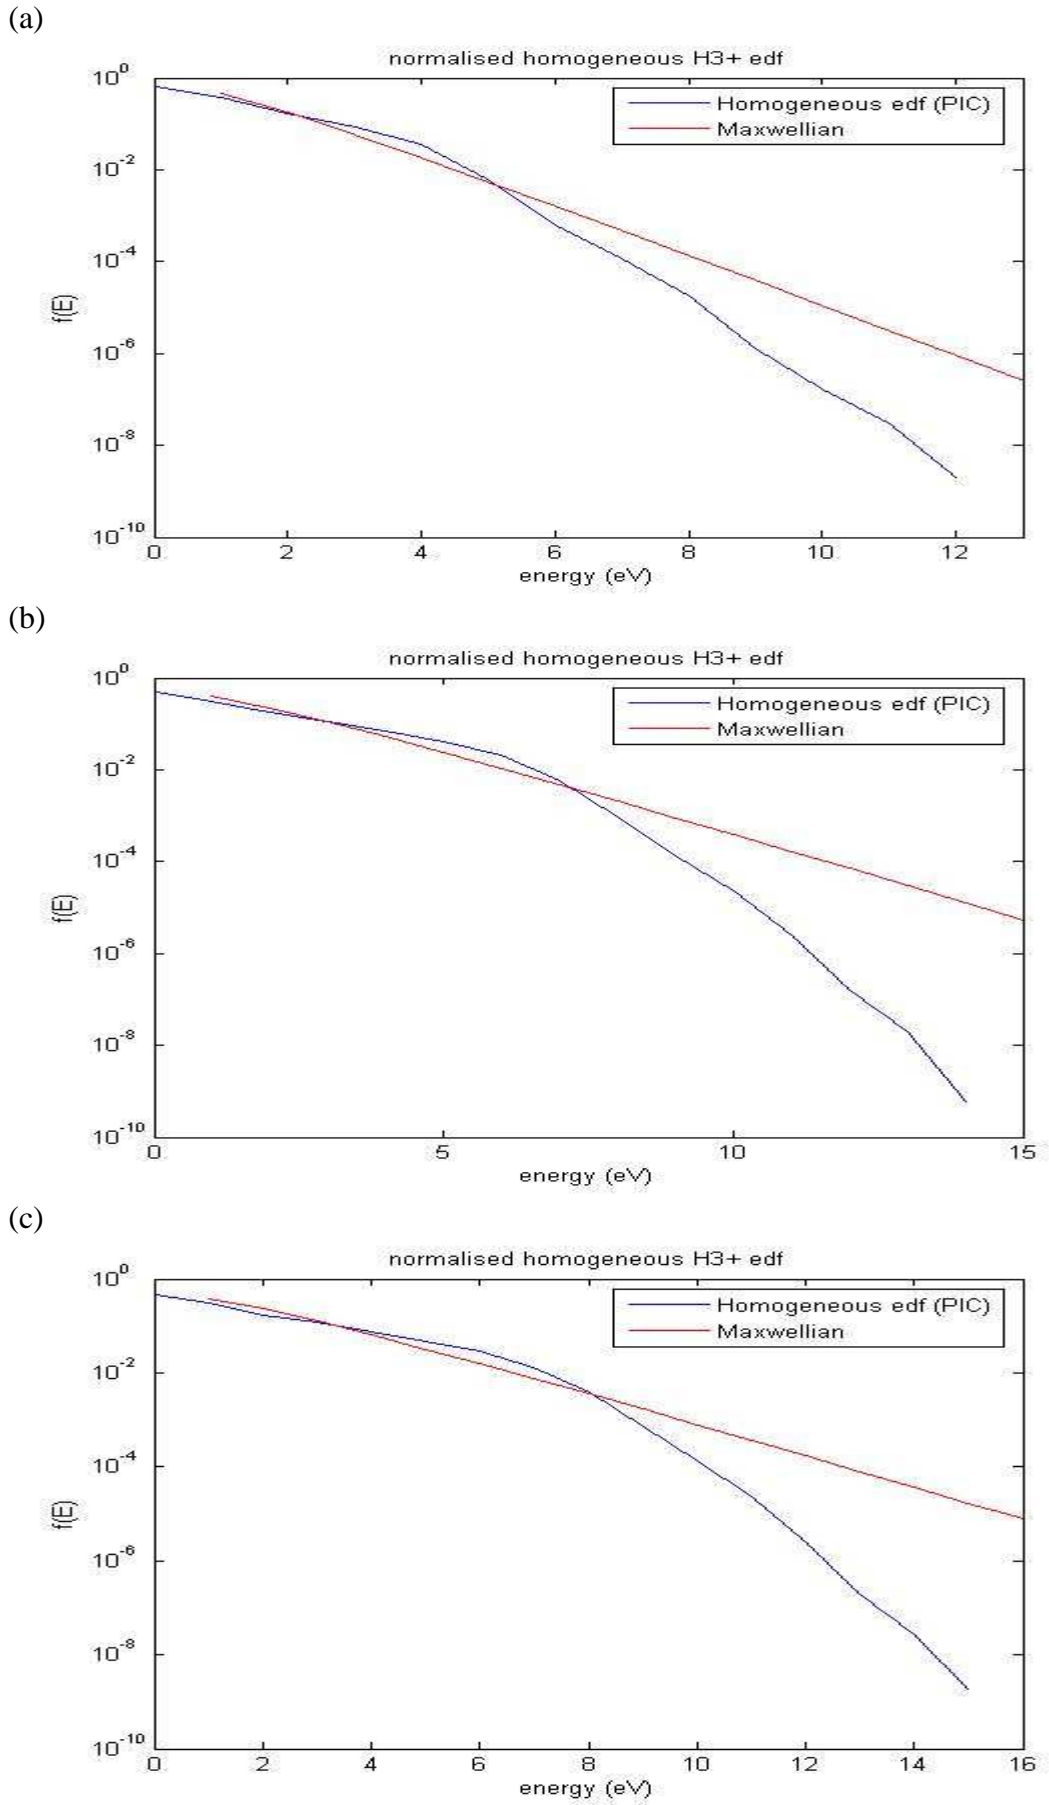 (a)
normalised homogeneous H3+ edf
10^0
Homogeneous edf (PIC)
Maxwellian
10^-2
10^-4
f(E)
10^-6
10^-8
10^-10
0 2 4 6 8 10 12
energy (eV)
(b)
normalised homogeneous H3+ edf
10^0
Homogeneous edf (PIC)
Maxwellian
10^-2
10^-4
f(E)
10^-6
10^-8
10^-10
0 5 10 15
energy (eV)
(c)
normalised homogeneous H3+ edf
10^0
Homogeneous edf (PIC)
Maxwellian
10^-2
10^-4
f(E)
10^-6
10^-8
10^-10
0 2 4 6 8 10 12 14 16
energy (eV)